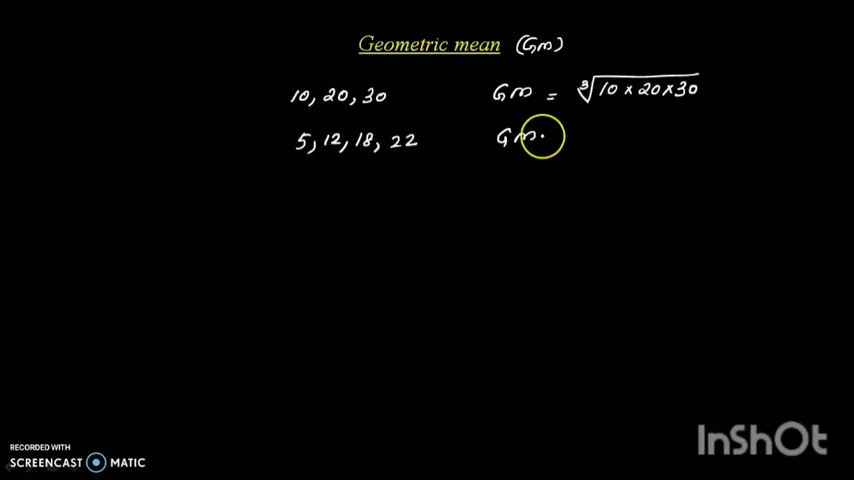 Geometric mean (GM)
10, 20, 30 GM = ∛10 × 20 × 30
5, 12, 18, 22 GM
RECORDED WITH
SCREENCAST MATIC
InShOt